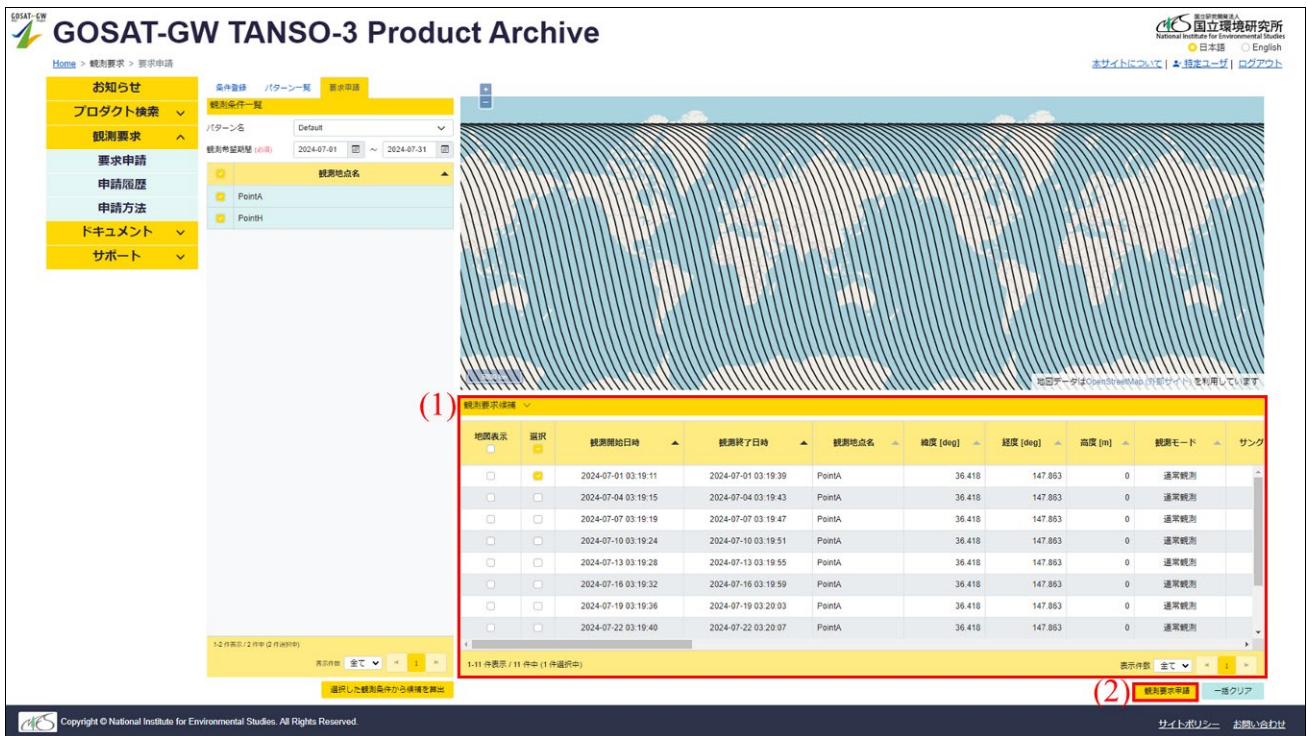 GOSAT-GW
GOSAT-GW TANSO-3 Product Archive
国立研究開発法人
国立環境研究所
National Institute for Environmental Studies
日本語 English
Home > 観測要求 > 要求申請
本サイトについて | 特定ユーザ | ログアウト
お知らせ
プロダクト検索
観測要求
要求申請
申請履歴
申請方法
ドキュメント
サポート
条件登録 パターン一覧 要求申請
観測条件一覧
パターン名 Default
観測希望期間 (必須) 2024-07-01 ~ 2024-07-31
観測地点名
PointA
PointH
1-2 件表示 / 2 件中 (2 件選択中)
表示件数 全て « 1 »
選択した観測条件から候補を算出
+
−
地図データはOpenStreetMap (外部サイト) を利用しています
(1)
観測要求候補
地図表示 選択 観測開始日時 観測終了日時 観測地点名 緯度 [deg] 経度 [deg] 高度 [m] 観測モード サング
2024-07-01 03:19:11 2024-07-01 03:19:39 PointA 36.418 147.863 0 通常観測
2024-07-04 03:19:15 2024-07-04 03:19:43 PointA 36.418 147.863 0 通常観測
2024-07-07 03:19:19 2024-07-07 03:19:47 PointA 36.418 147.863 0 通常観測
2024-07-10 03:19:24 2024-07-10 03:19:51 PointA 36.418 147.863 0 通常観測
2024-07-13 03:19:28 2024-07-13 03:19:55 PointA 36.418 147.863 0 通常観測
2024-07-16 03:19:32 2024-07-16 03:19:59 PointA 36.418 147.863 0 通常観測
2024-07-19 03:19:36 2024-07-19 03:20:03 PointA 36.418 147.863 0 通常観測
2024-07-22 03:19:40 2024-07-22 03:20:07 PointA 36.418 147.863 0 通常観測
1-11 件表示 / 11 件中 (1 件選択中)
表示件数 全て « 1 »
(2) 観測要求申請 一括クリア
Copyright © National Institute for Environmental Studies. All Rights Reserved.
サイトポリシー お問い合わせ